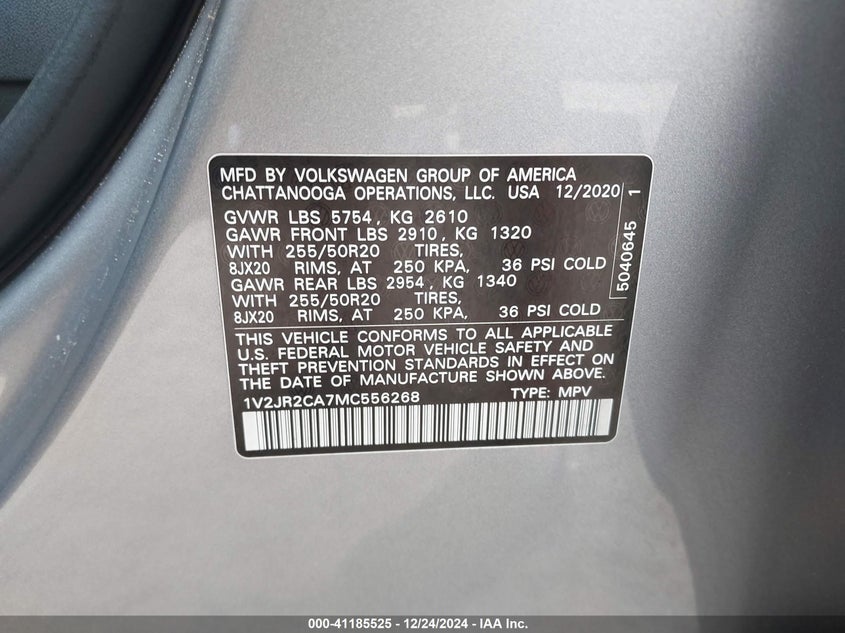 MFD BY VOLKSWAGEN GROUP OF AMERICA
CHATTANOOGA OPERATIONS, LLC. USA 12/2020
GVWR LBS 5754, KG 2610
GAWR FRONT LBS 2910, KG 1320
WITH 255/50R20 TIRES,
8JX20 RIMS, AT 250 KPA, 36 PSI COLD
GAWR REAR LBS 2954, KG 1340
WITH 255/50R20 TIRES,
8JX20 RIMS, AT 250 KPA, 36 PSI COLD
5040645 1
THIS VEHICLE CONFORMS TO ALL APPLICABLE
U.S. FEDERAL MOTOR VEHICLE SAFETY AND
THEFT PREVENTION STANDARDS IN EFFECT ON
THE DATE OF MANUFACTURE SHOWN ABOVE.
1V2JR2CA7MC556268 TYPE: MPV
000-41185525 - 12/24/2024 - IAA Inc.